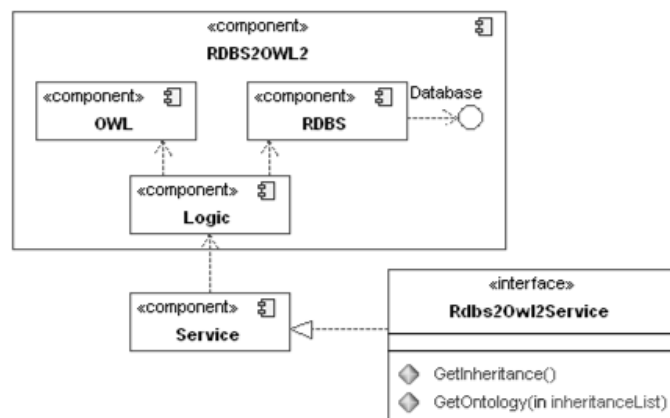 «component»
RDBS2OWL2
«component»
OWL
«component»
RDBS
Database
«component»
Logic
«component»
Service
«interface»
Rdbs2Owl2Service
GetInheritance()
GetOntology(in inheritanceList)